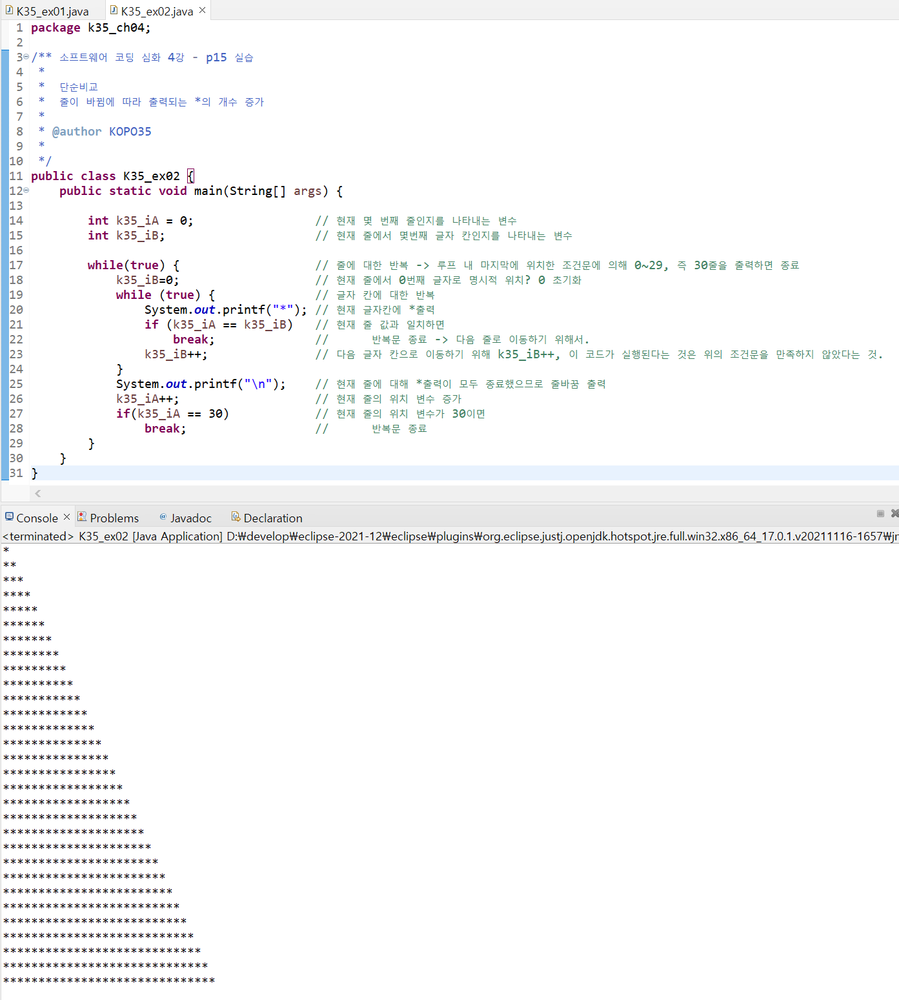 K35_ex01.java K35_ex02.java
1 package k35_ch04;
2
3 /** 소프트웨어 코딩 심화 4강 - p15 실습
4 *
5 * 단순비교
6 * 줄이 바뀜에 따라 출력되는 *의 개수 증가
7 *
8 * @author KOPO35
9 *
10 */
11 public class K35_ex02 {
12 public static void main(String[] args) {
13
14 int k35_iA = 0; // 현재 몇 번째 줄인지를 나타내는 변수
15 int k35_iB; // 현재 줄에서 몇번째 글자 칸인지를 나타내는 변수
16
17 while(true) { // 줄에 대한 반복 -> 루프 내 마지막에 위치한 조건문에 의해 0~29, 즉 30줄을 출력하면 종료
18 k35_iB=0; // 현재 줄에서 0번째 글자로 명시적 위치? 0 초기화
19 while (true) { // 글자 칸에 대한 반복
20 System.out.printf("*"); // 현재 글자칸에 *출력
21 if (k35_iA == k35_iB) // 현재 줄 값과 일치하면
22 break; // 반복문 종료 -> 다음 줄로 이동하기 위해서.
23 k35_iB++; // 다음 글자 칸으로 이동하기 위해 k35_iB++, 이 코드가 실행된다는 것은 위의 조건문을 만족하지 않았다는 것.
24 }
25 System.out.printf("\n"); // 현재 줄에 대해 *출력이 모두 종료했으므로 줄바꿈 출력
26 k35_iA++; // 현재 줄의 위치 변수 증가
27 if(k35_iA == 30) // 현재 줄의 위치 변수가 30이면
28 break; // 반복문 종료
29 }
30 }
31 }
Console Problems @ Javadoc Declaration
<terminated> K35_ex02 [Java Application] D:₩develop₩eclipse-2021-12₩eclipse₩plugins₩org.eclipse.justj.openjdk.hotspot.jre.full.win32.x86_64_17.0.1.v20211116-1657₩jr
*
**
***
****
*****
******
*******
********
*********
**********
***********
************
*************
**************
***************
****************
*****************
******************
*******************
********************
*********************
**********************
***********************
************************
*************************
**************************
***************************
****************************
*****************************
******************************